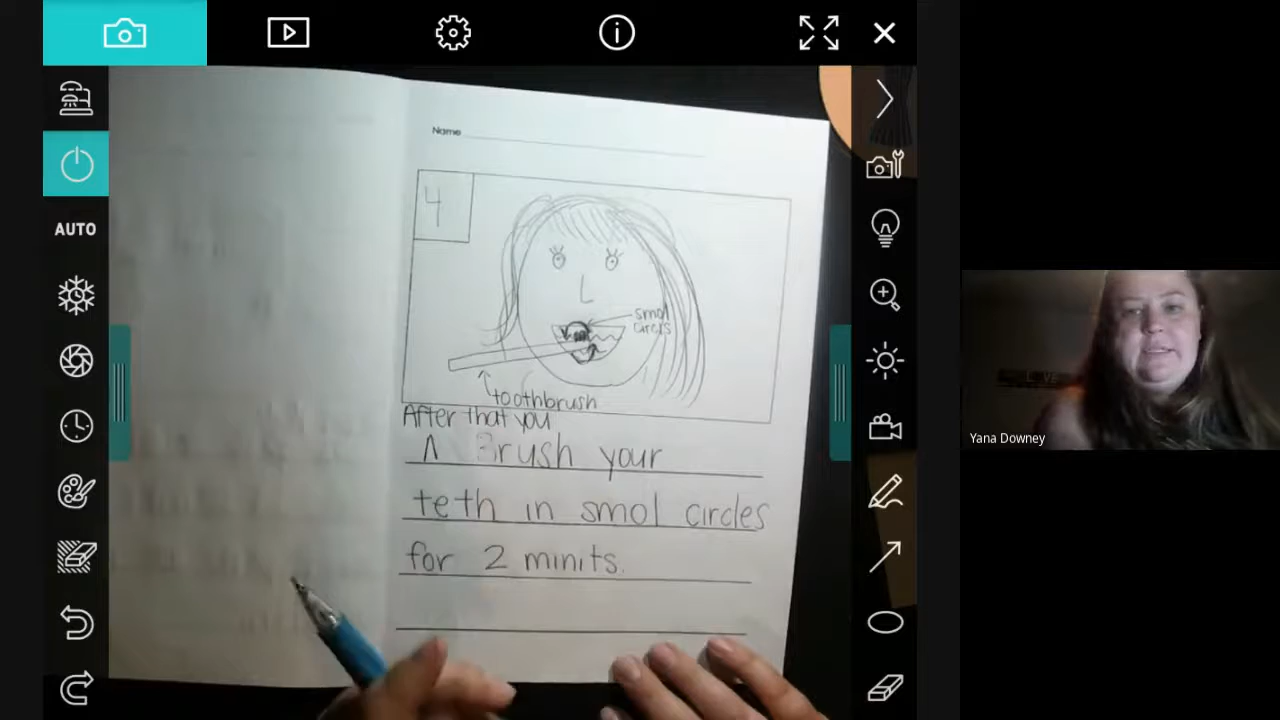 AUTO
Name
4
smol
circls
toothbrush
After that you
^ Brush your
teth in smol circles
for 2 minits.
Yana Downey